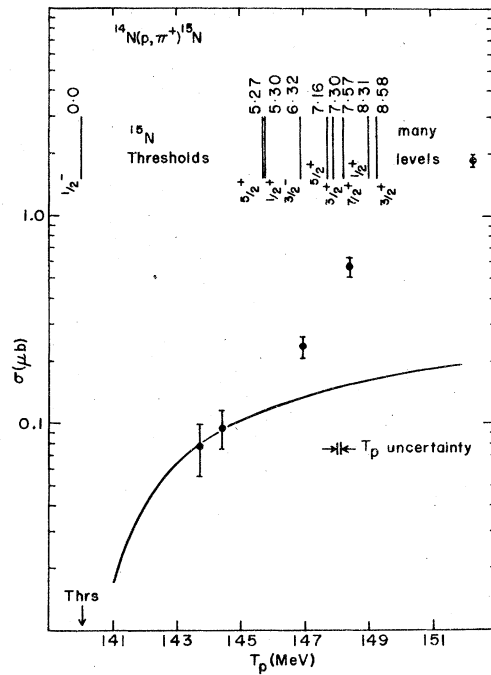 ¹⁴N(p,π⁺)¹⁵N
0.0
5.27
5.30
6.32
7.16
7.30
7.57
8.31
8.58
¹⁵N
Thresholds
many
levels
1/2⁻
5/2⁺
1/2⁺
3/2⁻
5/2⁺
3/2⁺
7/2⁺
1/2⁺
3/2⁺
1.0
σ(μb)
0.1
Tp uncertainty
Thrs
141 143 145 147 149 151
Tp(MeV)